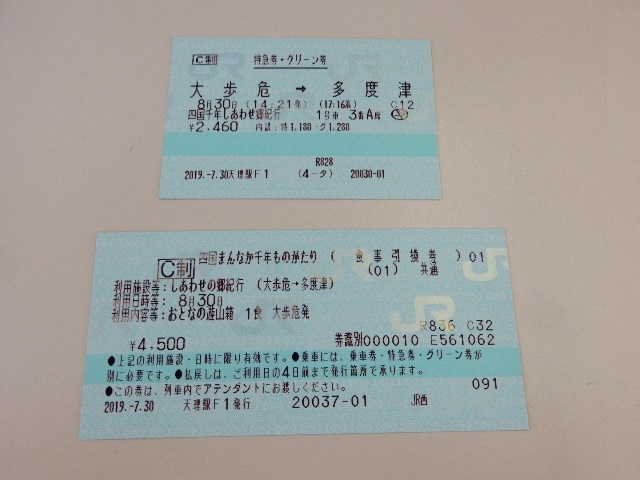 C制 特急券・グリーン券
大歩危 → 多度津
8月30日 (14:21発) (17:16着) C12
四国千年しあわせ郷紀行 1号車 3番A席
￥2,460 内訳:特1,180・グ1,280
R828
2019.-7.30天理駅F1 (4-タ) 20030-01
C制 四国まんなか千年ものがたり ( 食事引換券 ) 01
(01) 共通
利用施設等:しあわせの郷紀行 (大歩危→多度津)
利用日時等: 8月30日
利用内容等:おとなの遊山箱 1食 大歩危発
R836 C32
￥4,500 券識別000010 E561062
●上記の利用施設・日時に限り有効です。●乗車には、乗車券・特急券・グリーン券が
別に必要です。●払戻しは、ご利用日の4日前まで発行箇所で承ります。
●この券は、列車内でアテンダントにお渡しください。 091
2019.-7.30 天理駅F1発行 20037-01 JR西